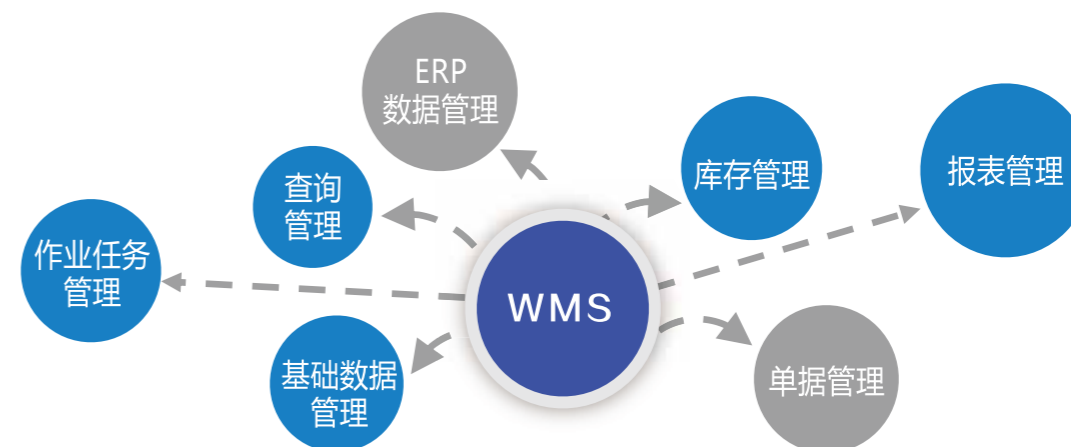 ERP
数据管理
查询
管理
库存管理
报表管理
作业任务
管理
WMS
基础数据
管理
单据管理